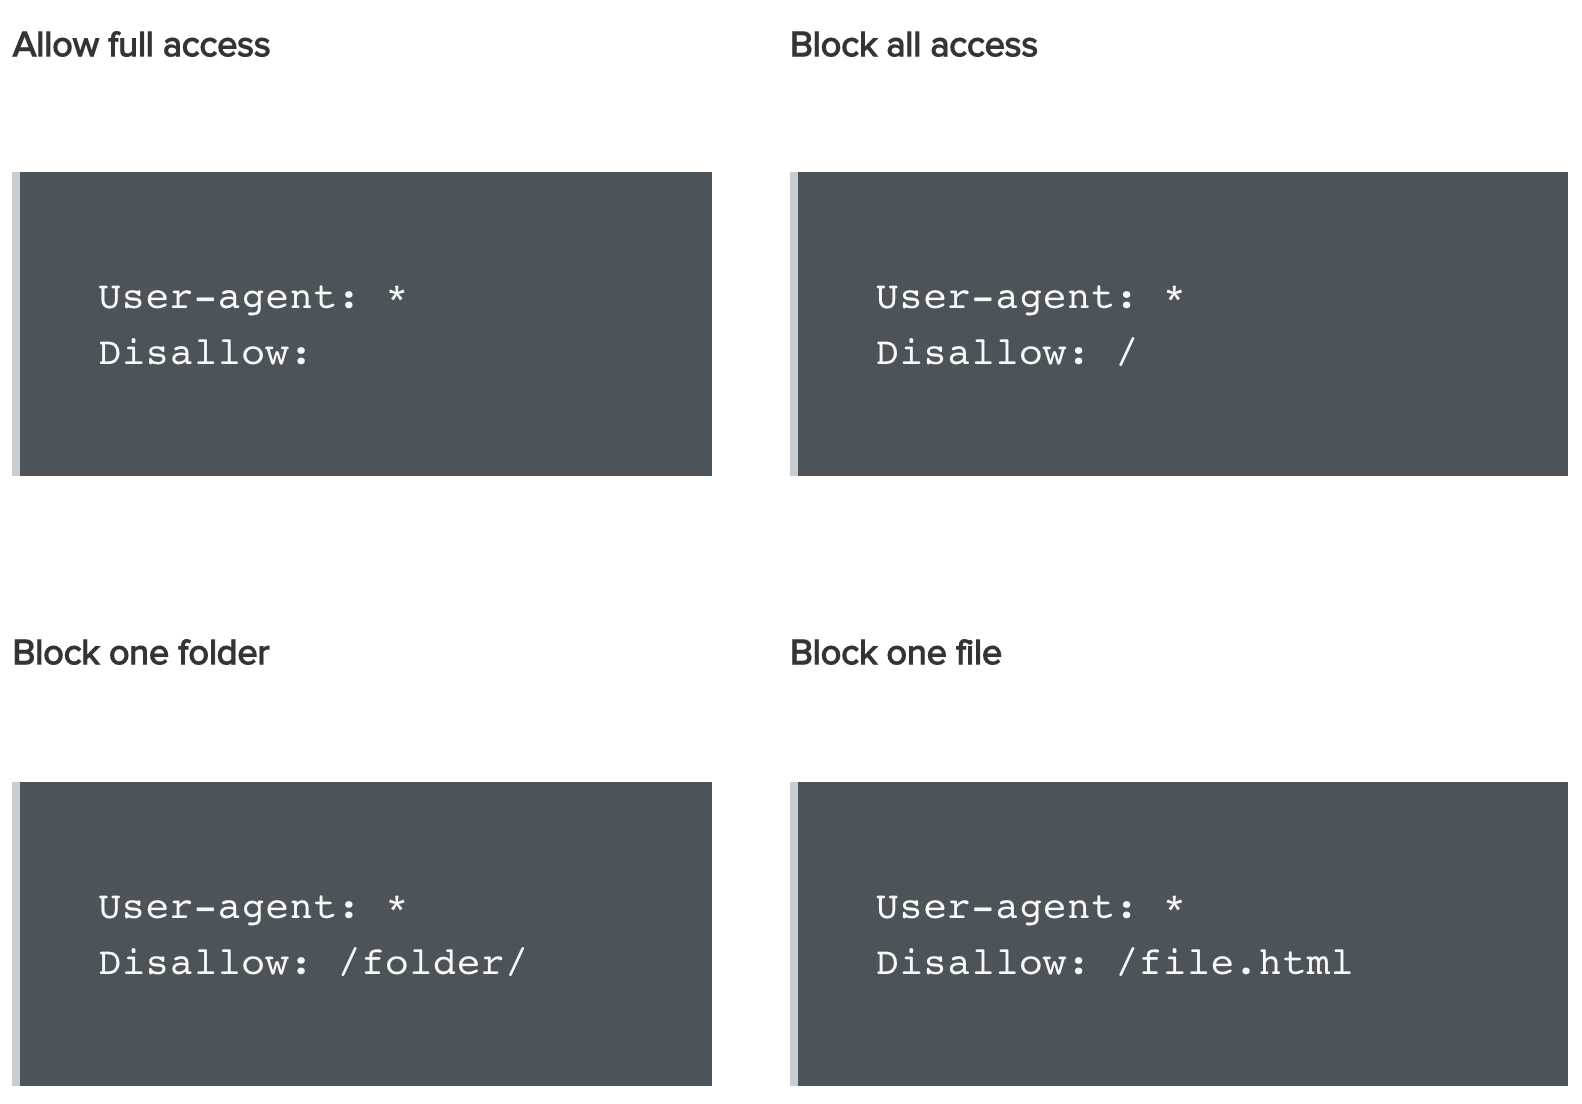 Allow full access
User-agent: *
Disallow:
Block all access
User-agent: *
Disallow: /
Block one folder
User-agent: *
Disallow: /folder/
Block one file
User-agent: *
Disallow: /file.html